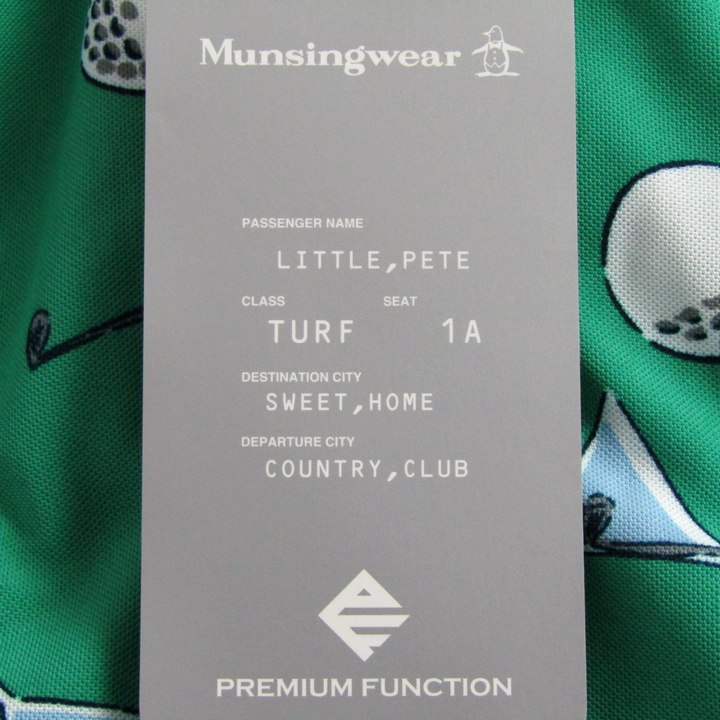 Munsingwear
PASSENGER NAME
LITTLE,PETE
CLASS SEAT
TURF 1A
DESTINATION CITY
SWEET,HOME
DEPARTURE CITY
COUNTRY,CLUB
PREMIUM FUNCTION